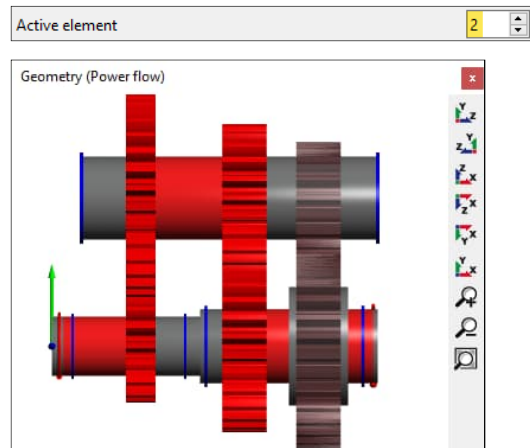 Active element 2
Geometry (Power flow) x
Y Z
Z Y
Z X
Z X
Y X
Y X